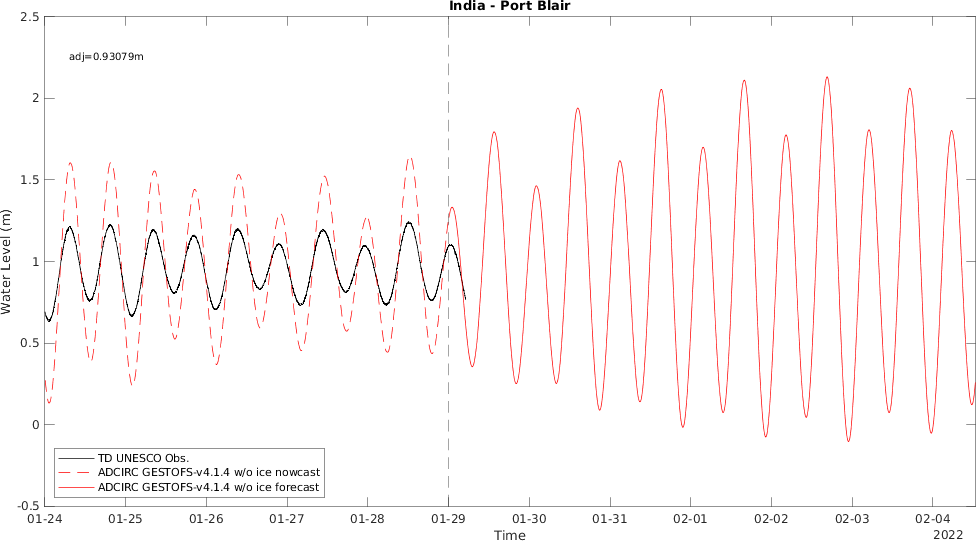 India - Port Blair
2.5
adj=0.93079m
2
1.5
1
0.5
0
-0.5
Water Level (m)
TD UNESCO Obs.
ADCIRC GESTOFS-v4.1.4 w/o ice nowcast
ADCIRC GESTOFS-v4.1.4 w/o ice forecast
01-24 01-25 01-26 01-27 01-28 01-29 01-30 01-31 02-01 02-02 02-03 02-04
Time
2022